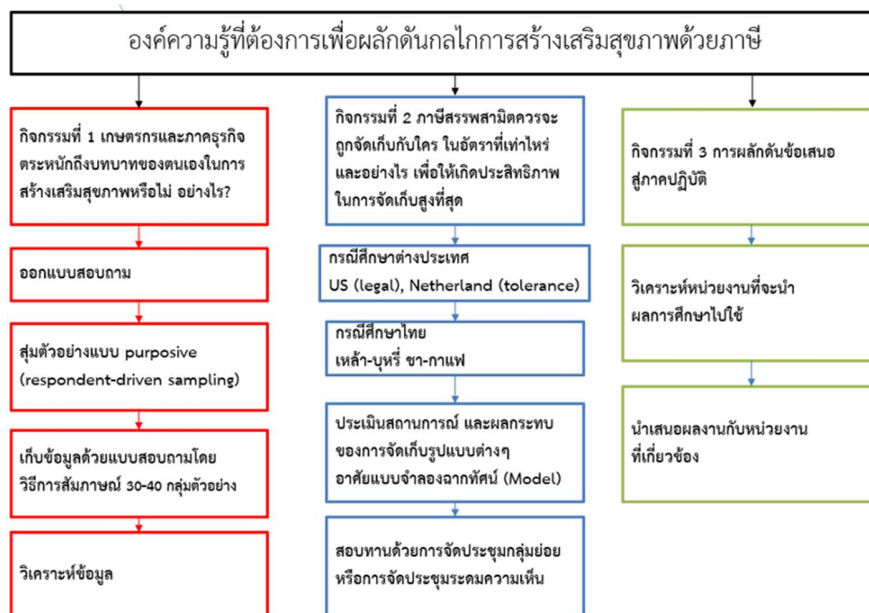 องค์ความรู้ที่ต้องการเพื่อผลักดันกลไกการสร้างเสริมสุขภาพด้วยภาษี
กิจกรรมที่ 1 เกษตรกรและภาคธุรกิจ
ตระหนักถึงบทบาทของตนเองในการ
สร้างเสริมสุขภาพหรือไม่ อย่างไร?
ออกแบบสอบถาม
สุ่มตัวอย่างแบบ purposive
(respondent-driven sampling)
เก็บข้อมูลด้วยแบบสอบถามโดย
วิธีการสัมภาษณ์ 30-40 กลุ่มตัวอย่าง
วิเคราะห์ข้อมูล
กิจกรรมที่ 2 ภาษีสรรพสามิตควรจะ
ถูกจัดเก็บกับใคร ในอัตราที่เท่าไหร่
และอย่างไร เพื่อให้เกิดประสิทธิภาพ
ในการจัดเก็บสูงที่สุด
กรณีศึกษาต่างประเทศ
US (legal), Netherland (tolerance)
กรณีศึกษาไทย
เหล้า-บุหรี่ ชา-กาแฟ
ประเมินสถานการณ์ และผลกระทบ
ของการจัดเก็บรูปแบบต่างๆ
อาศัยแบบจำลองฉากทัศน์ (Model)
สอบทานด้วยการจัดประชุมกลุ่มย่อย
หรือการจัดประชุมระดมความเห็น
กิจกรรมที่ 3 การผลักดันข้อเสนอ
สู่ภาคปฏิบัติ
วิเคราะห์หน่วยงานที่จะนำ
ผลการศึกษาไปใช้
นำเสนอผลงานกับหน่วยงาน
ที่เกี่ยวข้อง